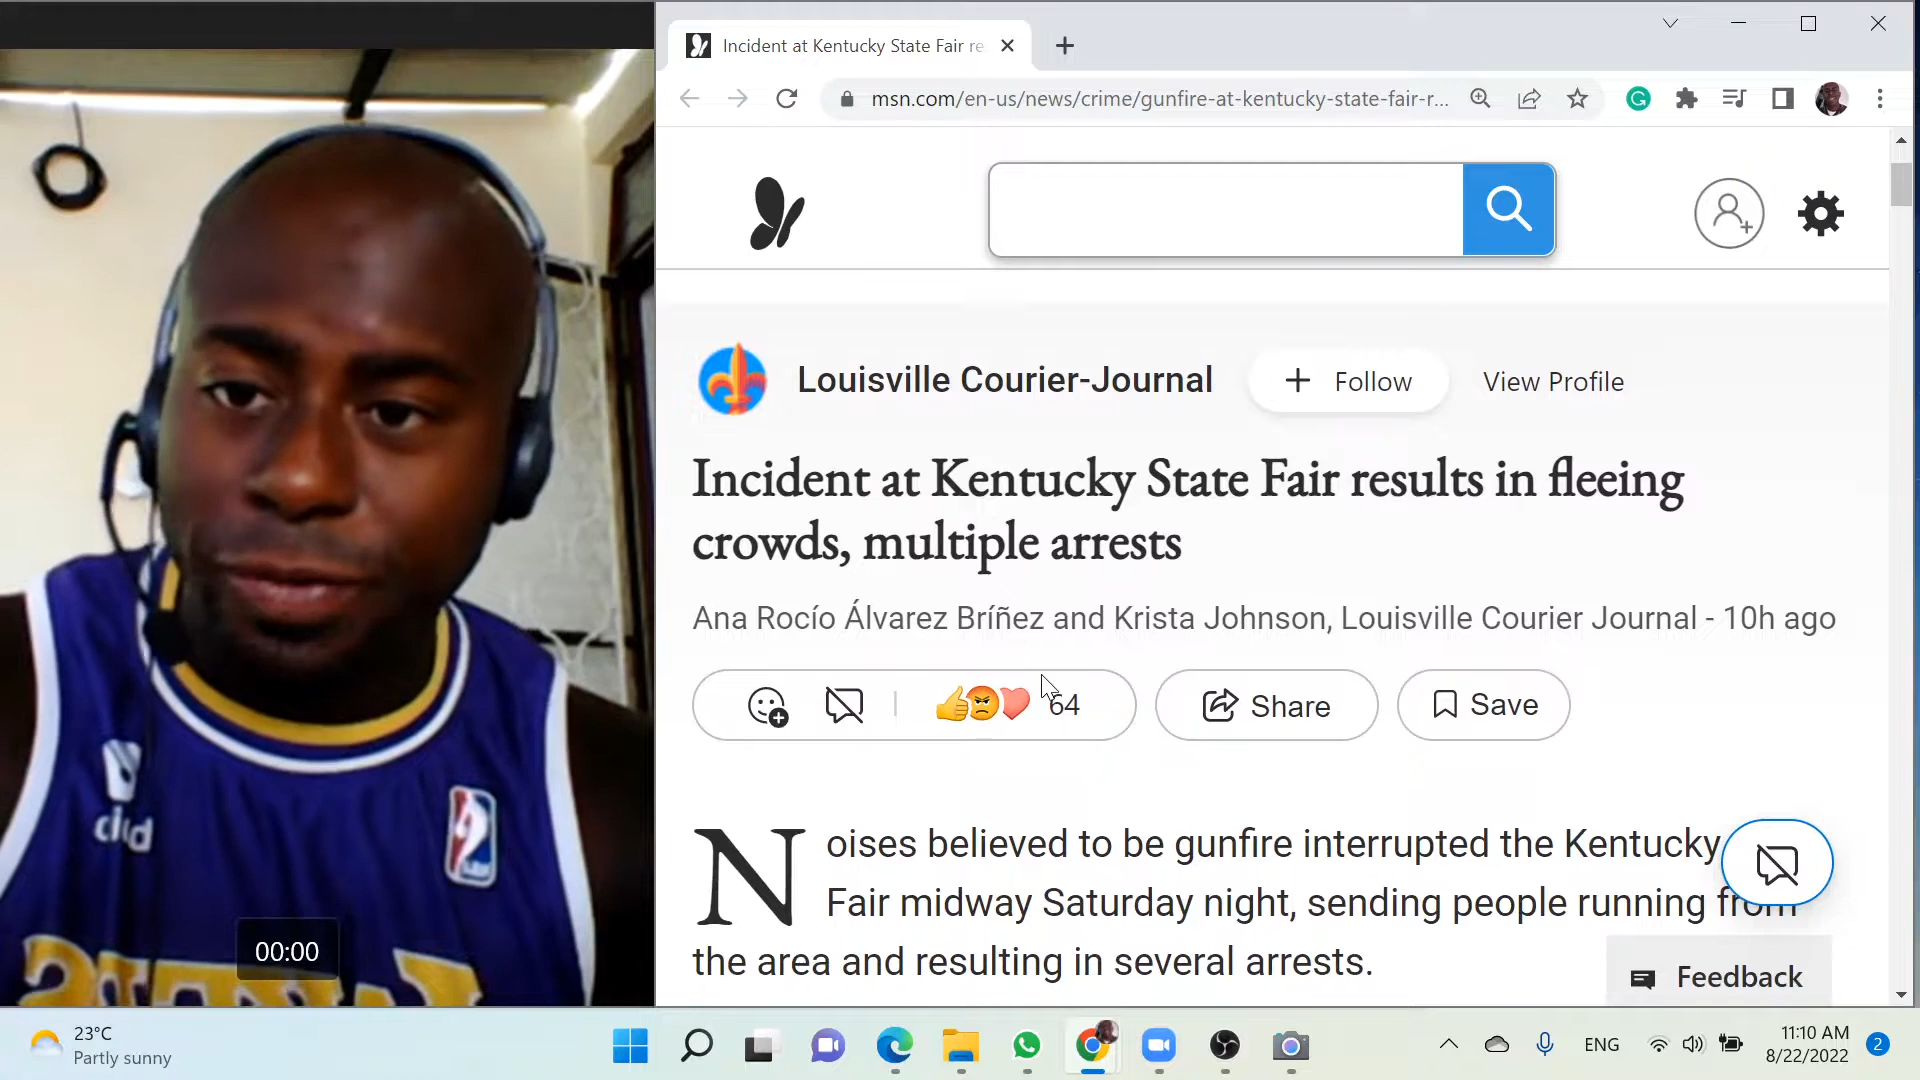 Incident at Kentucky State Fair re
msn.com/en-us/news/crime/gunfire-at-kentucky-state-fair-r...
Louisville Courier-Journal
Follow
View Profile
Incident at Kentucky State Fair results in fleeing
crowds, multiple arrests
Ana Rocío Álvarez Bríñez and Krista Johnson, Louisville Courier Journal - 10h ago
64
Share
Save
Noises believed to be gunfire interrupted the Kentucky
Fair midway Saturday night, sending people running from
the area and resulting in several arrests.
Feedback
00:00
23°C
Partly sunny
ENG
11:10 AM
8/22/2022
2